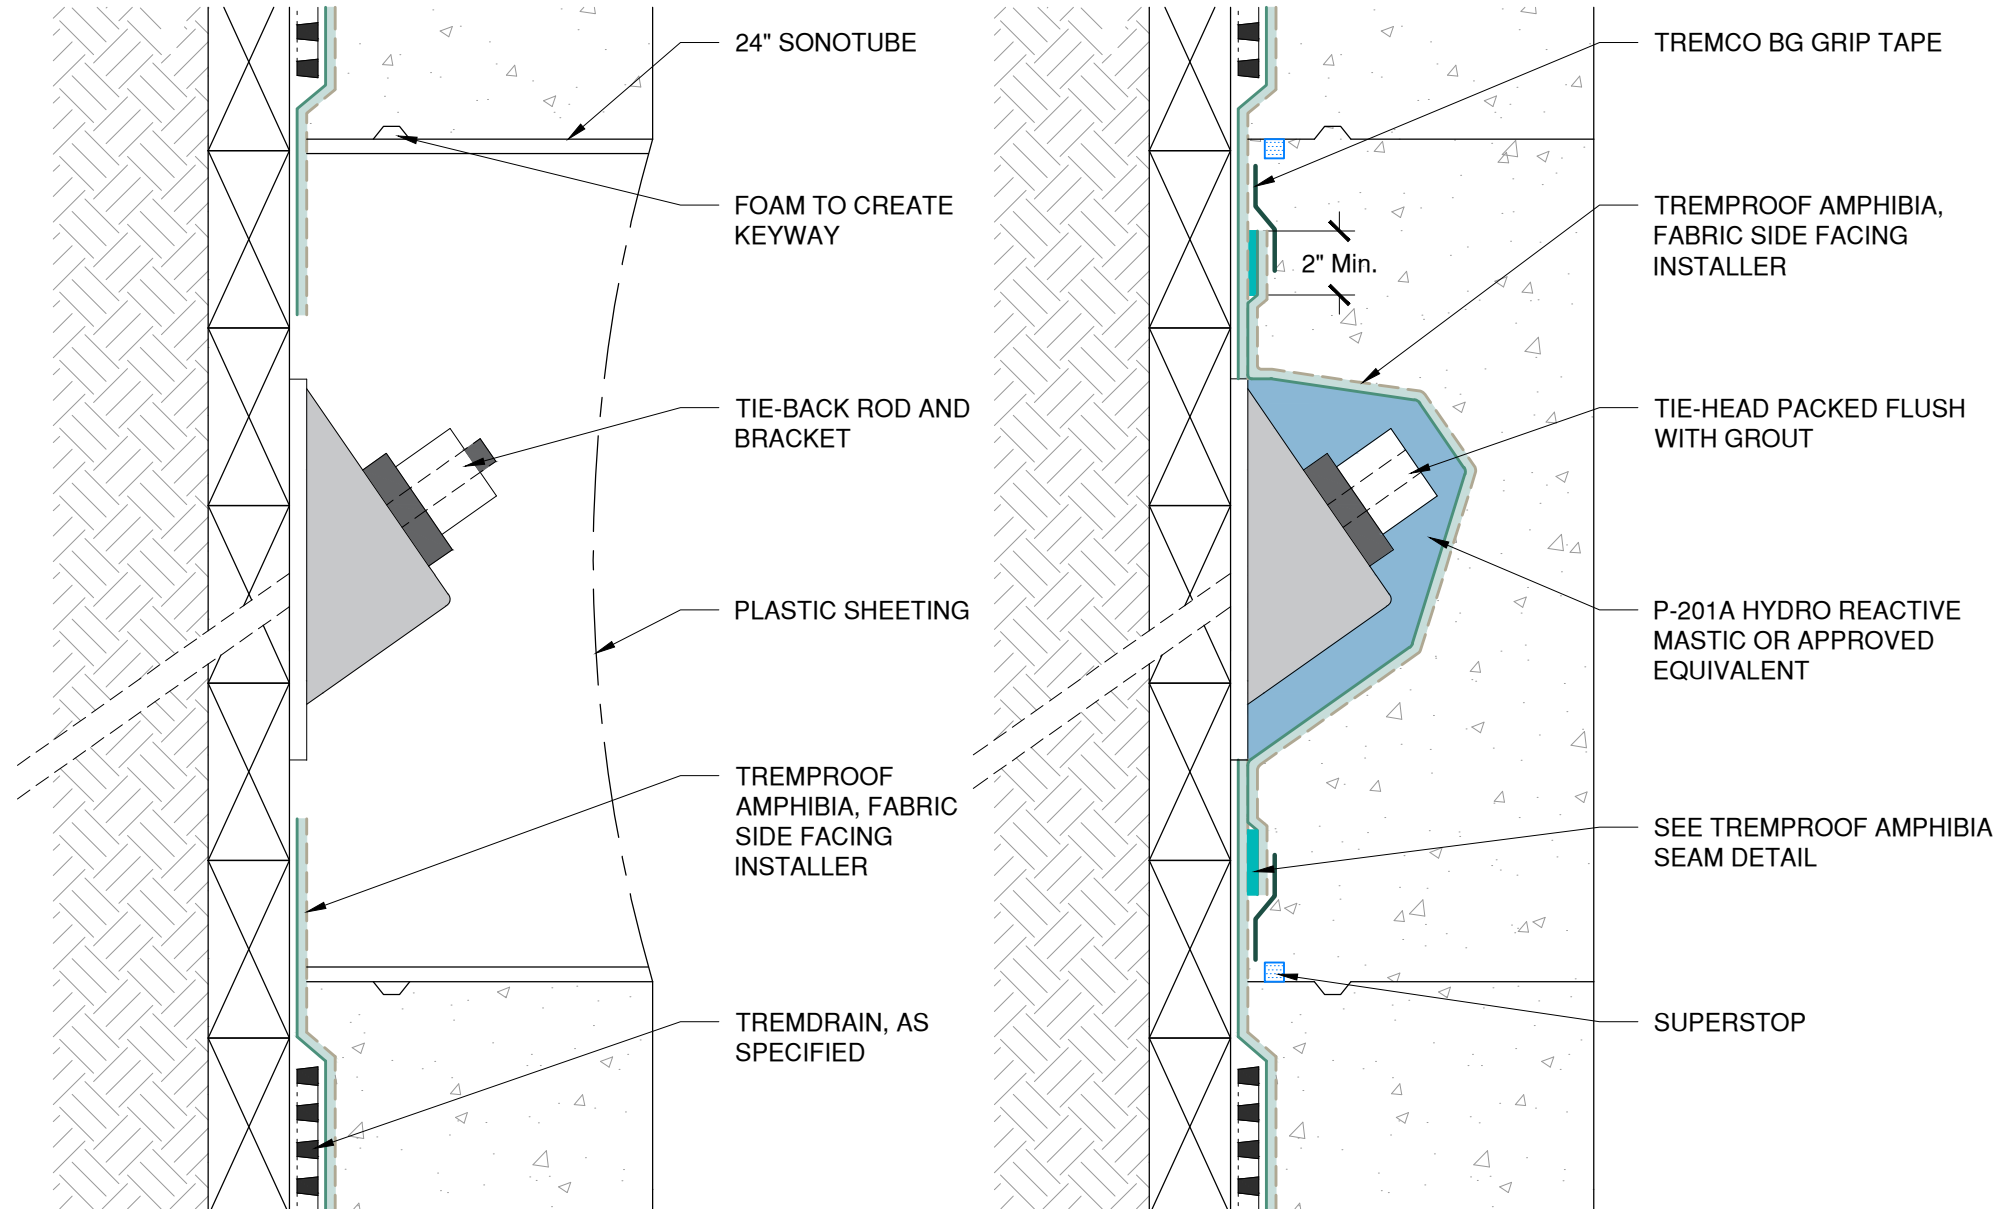 24" SONOTUBE
FOAM TO CREATE
KEYWAY
TIE-BACK ROD AND
BRACKET
PLASTIC SHEETING
TREMPROOF
AMPHIBIA, FABRIC
SIDE FACING
INSTALLER
TREMDRAIN, AS
SPECIFIED
TREMCO BG GRIP TAPE
TREMPROOF AMPHIBIA,
FABRIC SIDE FACING
INSTALLER
2" Min.
TIE-HEAD PACKED FLUSH
WITH GROUT
P-201A HYDRO REACTIVE
MASTIC OR APPROVED
EQUIVALENT
SEE TREMPROOF AMPHIBIA
SEAM DETAIL
SUPERSTOP